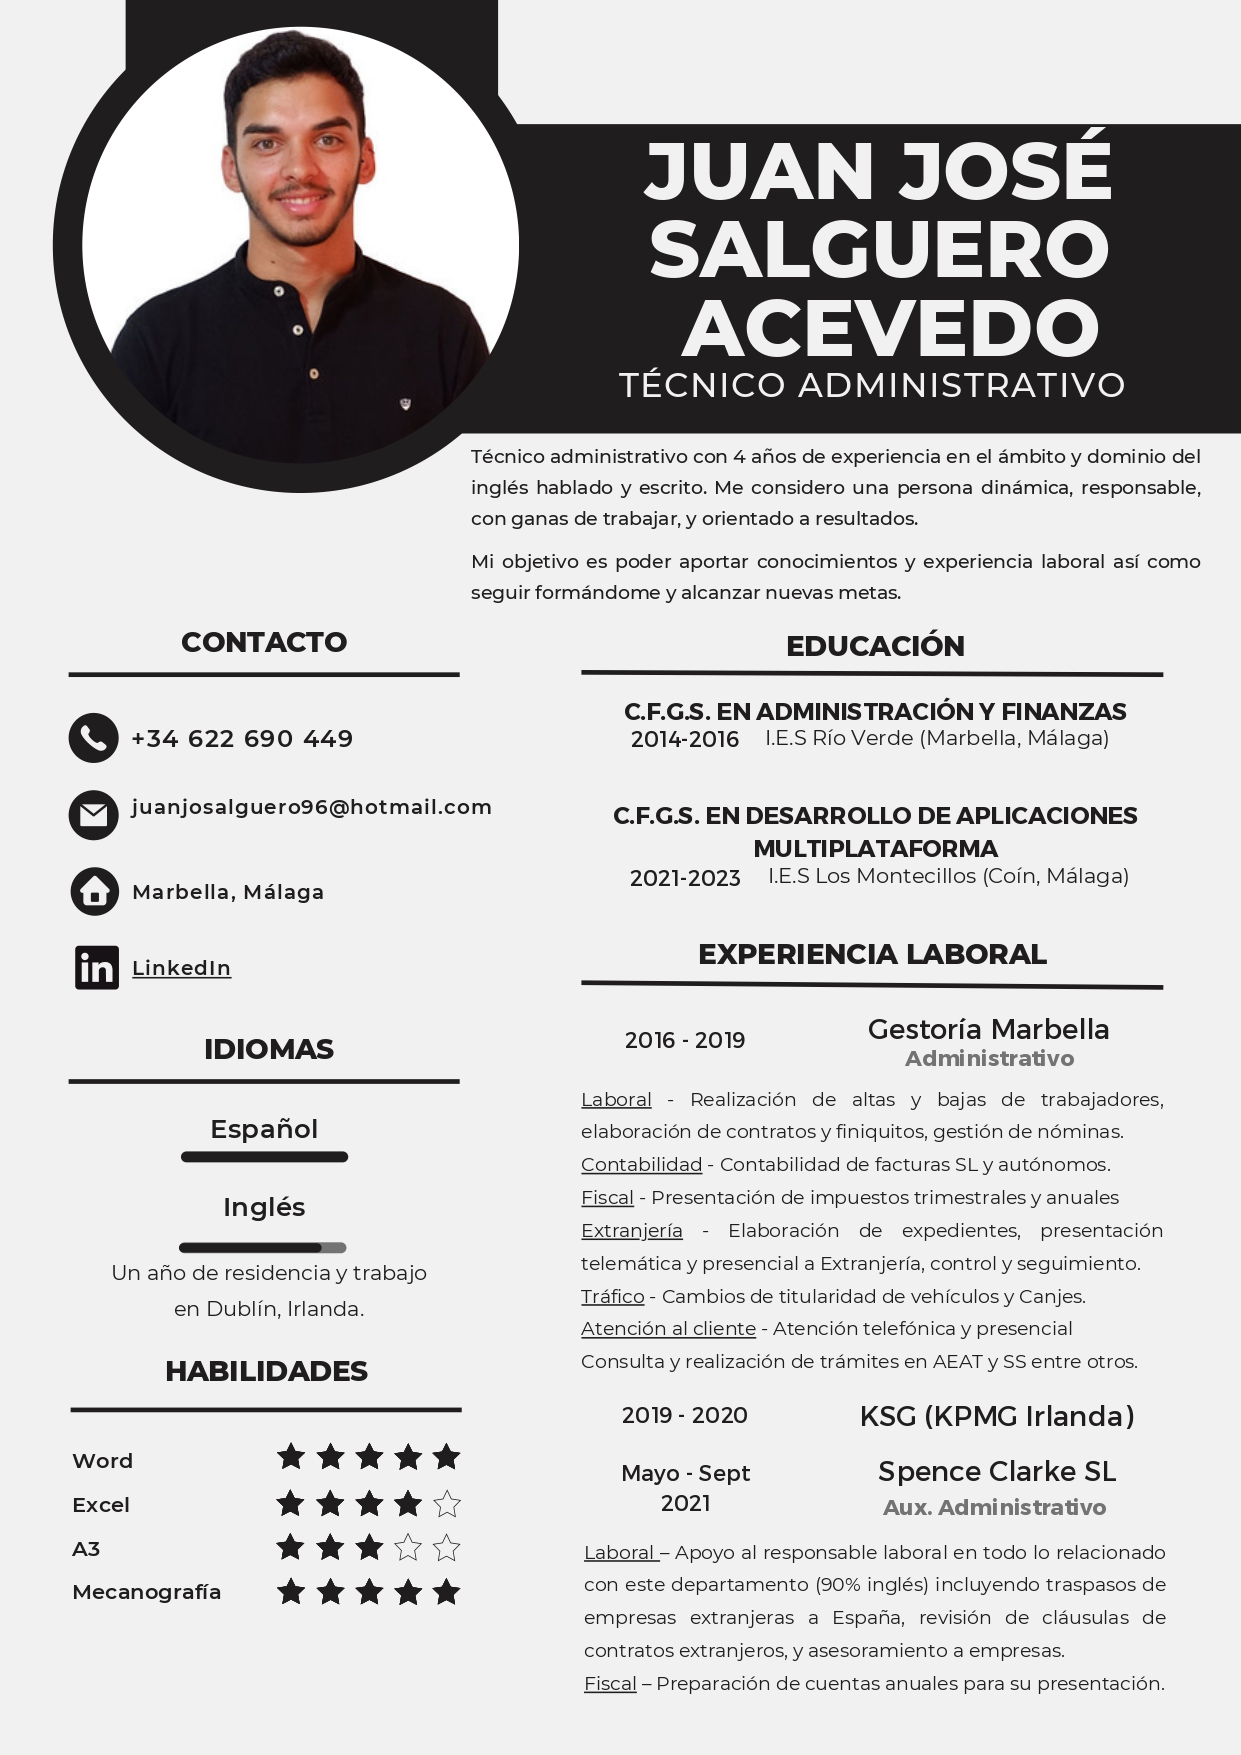 JUAN JOSÉ
SALGUERO
ACEVEDO
TÉCNICO ADMINISTRATIVO
Técnico administrativo con 4 años de experiencia en el ámbito y dominio del
inglés hablado y escrito. Me considero una persona dinámica, responsable,
con ganas de trabajar, y orientado a resultados.
Mi objetivo es poder aportar conocimientos y experiencia laboral así como
seguir formándome y alcanzar nuevas metas.
CONTACTO
+34 622 690 449
juanjosalguero96@hotmail.com
Marbella, Málaga
in LinkedIn
IDIOMAS
Español
Inglés
Un año de residencia y trabajo
en Dublín, Irlanda.
HABILIDADES
Word
Excel
A3
Mecanografía
EDUCACIÓN
C.F.G.S. EN ADMINISTRACIÓN Y FINANZAS
2014-2016 I.E.S Río Verde (Marbella, Málaga)
C.F.G.S. EN DESARROLLO DE APLICACIONES
MULTIPLATAFORMA
2021-2023 I.E.S Los Montecillos (Coín, Málaga)
EXPERIENCIA LABORAL
2016 - 2019 Gestoría Marbella
Administrativo
Laboral - Realización de altas y bajas de trabajadores,
elaboración de contratos y finiquitos, gestión de nóminas.
Contabilidad - Contabilidad de facturas SL y autónomos.
Fiscal - Presentación de impuestos trimestrales y anuales
Extranjería - Elaboración de expedientes, presentación
telemática y presencial a Extranjería, control y seguimiento.
Tráfico - Cambios de titularidad de vehículos y Canjes.
Atención al cliente - Atención telefónica y presencial
Consulta y realización de trámites en AEAT y SS entre otros.
2019 - 2020 KSG (KPMG Irlanda)
Mayo - Sept Spence Clarke SL
2021 Aux. Administrativo
Laboral – Apoyo al responsable laboral en todo lo relacionado
con este departamento (90% inglés) incluyendo traspasos de
empresas extranjeras a España, revisión de cláusulas de
contratos extranjeros, y asesoramiento a empresas.
Fiscal – Preparación de cuentas anuales para su presentación.